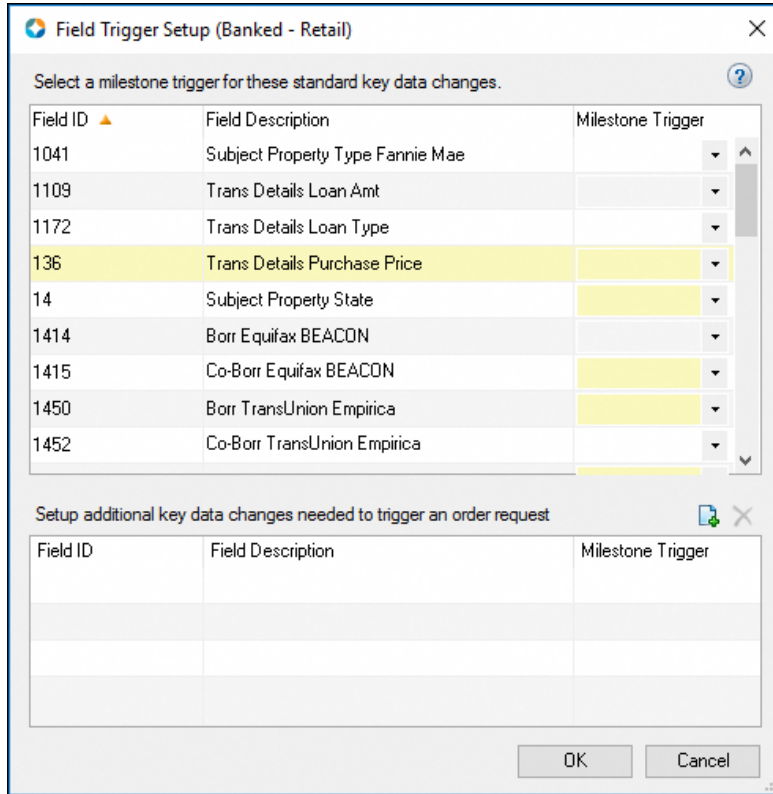 Field Trigger Setup (Banked - Retail)
Select a milestone trigger for these standard key data changes.
?
Field ID Field Description Milestone Trigger
1041 Subject Property Type Fannie Mae
1109 Trans Details Loan Amt
1172 Trans Details Loan Type
136 Trans Details Purchase Price
14 Subject Property State
1414 Borr Equifax BEACON
1415 Co-Borr Equifax BEACON
1450 Borr TransUnion Empirica
1452 Co-Borr TransUnion Empirica
Setup additional key data changes needed to trigger an order request
Field ID Field Description Milestone Trigger
OK Cancel